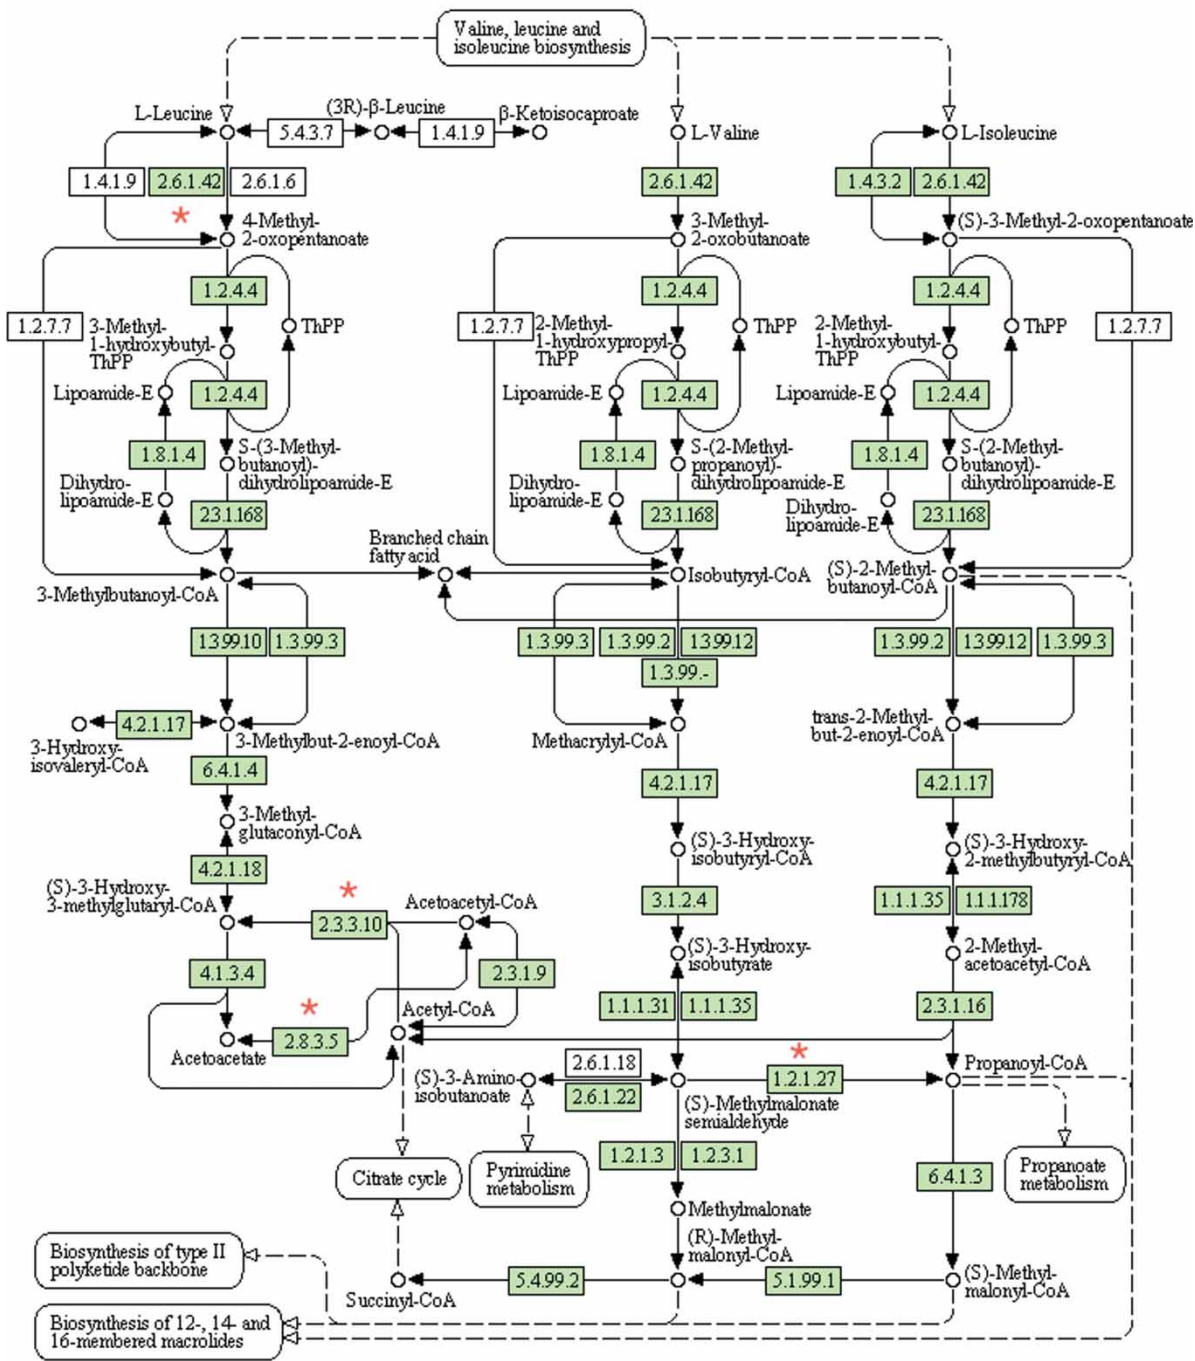 Valine, leucine and
isoleucine biosynthesis
L-Leucine
5.4.3.7
(3R)-β-Leucine
1.4.1.9
β-Ketoisocaproate
L-Valine
L-Isoleucine
1.4.1.9
2.6.1.42
2.6.1.6
2.6.1.42
1.4.3.2
2.6.1.42
*
4-Methyl-
2-oxopentanoate
3-Methyl-
2-oxobutanoate
(S)-3-Methyl-2-oxopentanoate
1.2.4.4
1.2.4.4
1.2.4.4
1.2.7.7
3-Methyl-
1-hydroxybutyl-
ThPP
ThPP
1.2.7.7
2-Methyl-
1-hydroxypropyl-
ThPP
ThPP
2-Methyl-
1-hydroxybutyl-
ThPP
ThPP
1.2.7.7
Lipoamide-E
1.2.4.4
Lipoamide-E
1.2.4.4
Lipoamide-E
1.2.4.4
1.8.1.4
S-(3-Methyl-
butanoyl)-
dihydrolipoamide-E
1.8.1.4
S-(2-Methyl-
propanoyl)-
dihydrolipoamide-E
1.8.1.4
S-(2-Methyl-
butanoyl)-
dihydrolipoamide-E
Dihydro-
lipoamide-E
2.3.1.168
Dihydro-
lipoamide-E
2.3.1.168
Dihydro-
lipoamide-E
2.3.1.168
Branched chain
fatty acid
3-Methylbutanoyl-CoA
Isobutyryl-CoA
(S)-2-Methyl-
butanoyl-CoA
1.3.99.10
1.3.99.3
1.3.99.3
1.3.99.2
1.3.99.12
1.3.99.2
1.3.99.12
1.3.99.3
1.3.99.-
4.2.1.17
3-Hydroxy-
isovaleryl-CoA
3-Methylbut-2-enoyl-CoA
Methacrylyl-CoA
trans-2-Methyl-
but-2-enoyl-CoA
6.4.1.4
4.2.1.17
4.2.1.17
3-Methyl-
glutaconyl-CoA
(S)-3-Hydroxy-
isobutyryl-CoA
(S)-3-Hydroxy-
2-methylbutyryl-CoA
4.2.1.18
(S)-3-Hydroxy-
3-methylglutaryl-CoA
*
2.3.3.10
Acetoacetyl-CoA
3.1.2.4
1.1.1.35
1.1.1.178
4.1.3.4
2.3.1.9
(S)-3-Hydroxy-
isobutyrate
2-Methyl-
acetoacetyl-CoA
*
Acetyl-CoA
1.1.1.31
1.1.1.35
2.3.1.16
Acetoacetate
2.8.3.5
(S)-3-Amino-
isobutanoate
2.6.1.18
2.6.1.22
*
1.2.1.27
Propanoyl-CoA
(S)-Methylmalonate
semialdehyde
Citrate cycle
Pyrimidine
metabolism
1.2.1.3
1.2.3.1
6.4.1.3
Propanoate
metabolism
Methylmalonate
Biosynthesis of type II
polyketide backbone
(R)-Methyl-
malonyl-CoA
Succinyl-CoA
5.4.99.2
5.1.99.1
(S)-Methyl-
malonyl-CoA
Biosynthesis of 12-, 14- and
16-membered macrolides